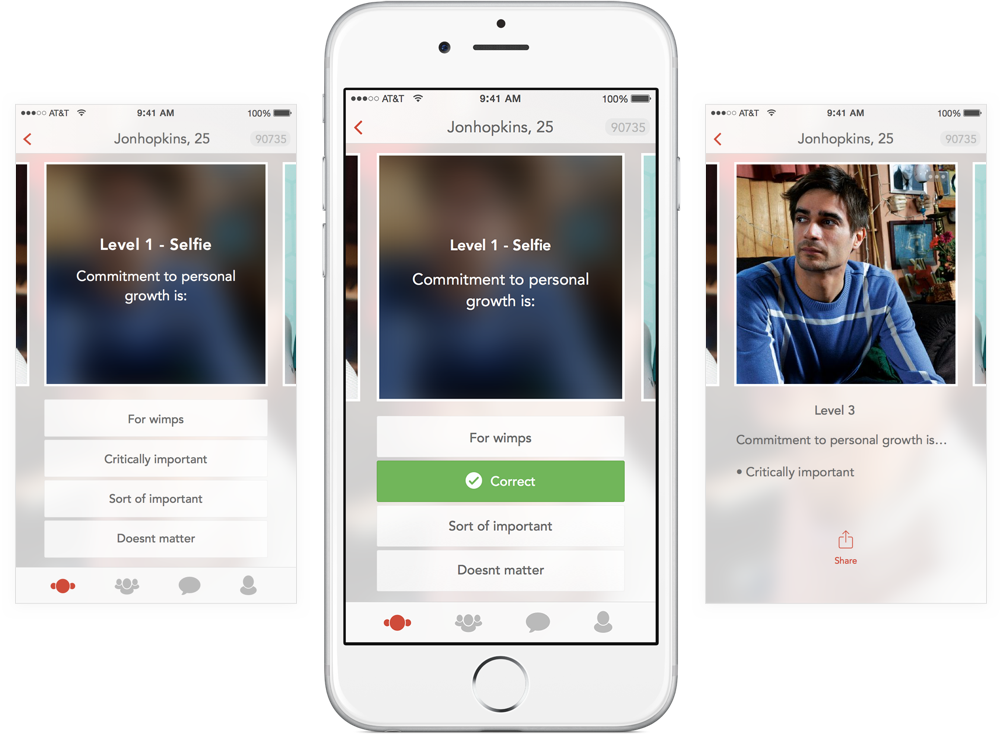 ●●●○○ AT&T 9:41 AM 100%
Jonhopkins, 25 90735
Level 1 - Selfie
Commitment to personal
growth is:
For wimps
Critically important
Sort of important
Doesnt matter
●●●○○ AT&T 9:41 AM 100%
Jonhopkins, 25 90735
Level 1 - Selfie
Commitment to personal
growth is:
For wimps
Correct
Sort of important
Doesnt matter
●●●○○ AT&T 9:41 AM 100%
Jonhopkins, 25 90735
Level 3
Commitment to personal growth is...
• Critically important
Share